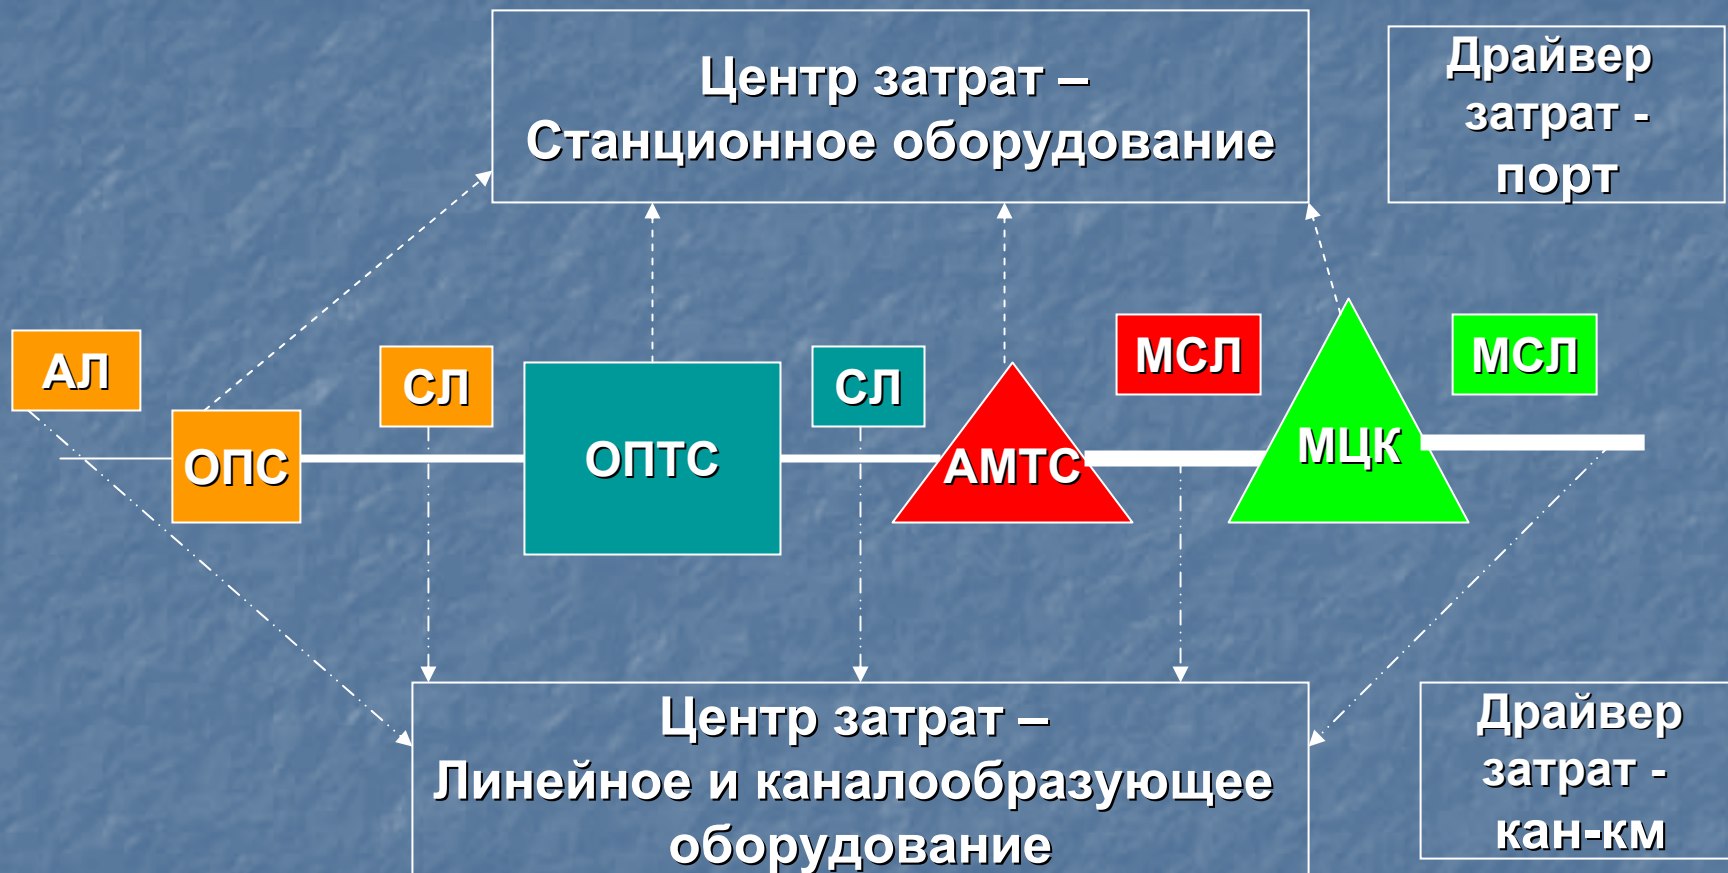 Центр затрат –
Станционное оборудование
Драйвер
затрат -
порт
АЛ
СЛ
СЛ
МСЛ
МСЛ
ОПС
ОПТС
АМТС
МЦК
Центр затрат –
Линейное и каналообразующее
оборудование
Драйвер
затрат -
кан-км